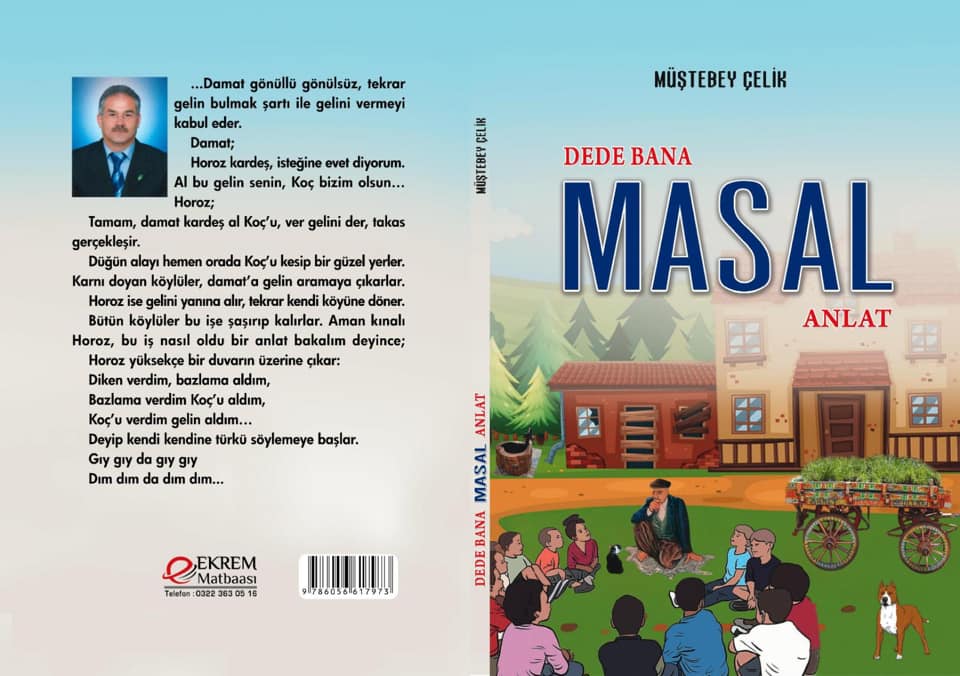 ...Damat gönüllü gönülsüz, tekrar
gelin bulmak şartı ile gelini vermeyi
kabul eder.
Damat;
Horoz kardeş, isteğine evet diyorum.
Al bu gelin senin, Koç bizim olsun...
Horoz;
Tamam, damat kardeş al Koç'u, ver gelini der, takas
gerçekleşir.
Düğün alayı hemen orada Koç'u kesip bir güzel yerler.
Karnı doyan köylüler, damat'a gelin aramaya çıkarlar.
Horoz ise gelini yanına alır, tekrar kendi köyüne döner.
Bütün köylüler bu işe şaşırıp kalırlar. Aman kınalı
Horoz, bu iş nasıl oldu bir anlat bakalım deyince;
Horoz yüksekçe bir duvarın üzerine çıkar:
Diken verdim, bazlama aldım,
Bazlama verdim Koç'u aldım,
Koç'u verdim gelin aldım...
Deyip kendi kendine türkü söylemeye başlar.
Gıy gıy da gıy gıy
Dım dım da dım dım...
EKREM
Matbaası
Telefon : 0322 363 05 16
9 786056 617973
MÜŞTEBEY ÇELİK
DEDE BANA MASAL ANLAT
MÜŞTEBEY ÇELİK
DEDE BANA
MASAL
ANLAT